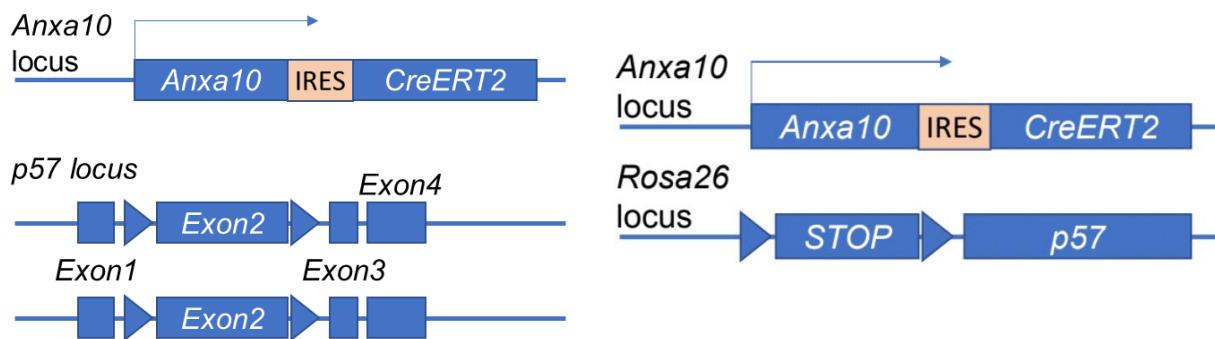 Anxa10
locus
Anxa10 IRES CreERT2
p57 locus
Exon4
Exon2
Exon1 Exon3
Exon2
Anxa10
locus
Anxa10 IRES CreERT2
Rosa26
locus
STOP p57